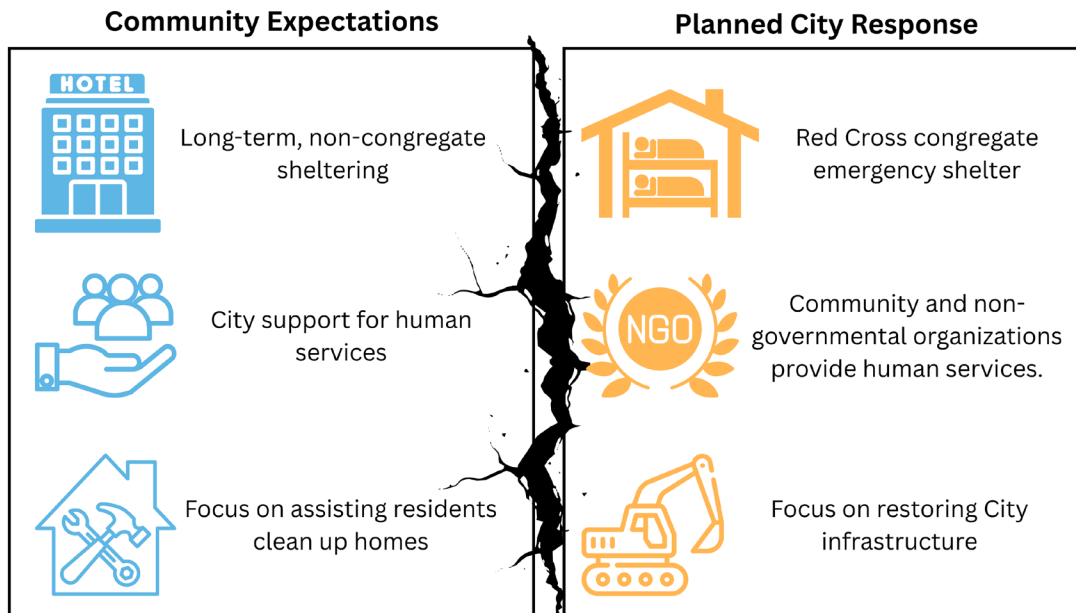 Community Expectations
Planned City Response
HOTEL
Long-term, non-congregate
sheltering
Red Cross congregate
emergency shelter
City support for human
services
NGO
Community and non-
governmental organizations
provide human services.
Focus on assisting residents
clean up homes
Focus on restoring City
infrastructure